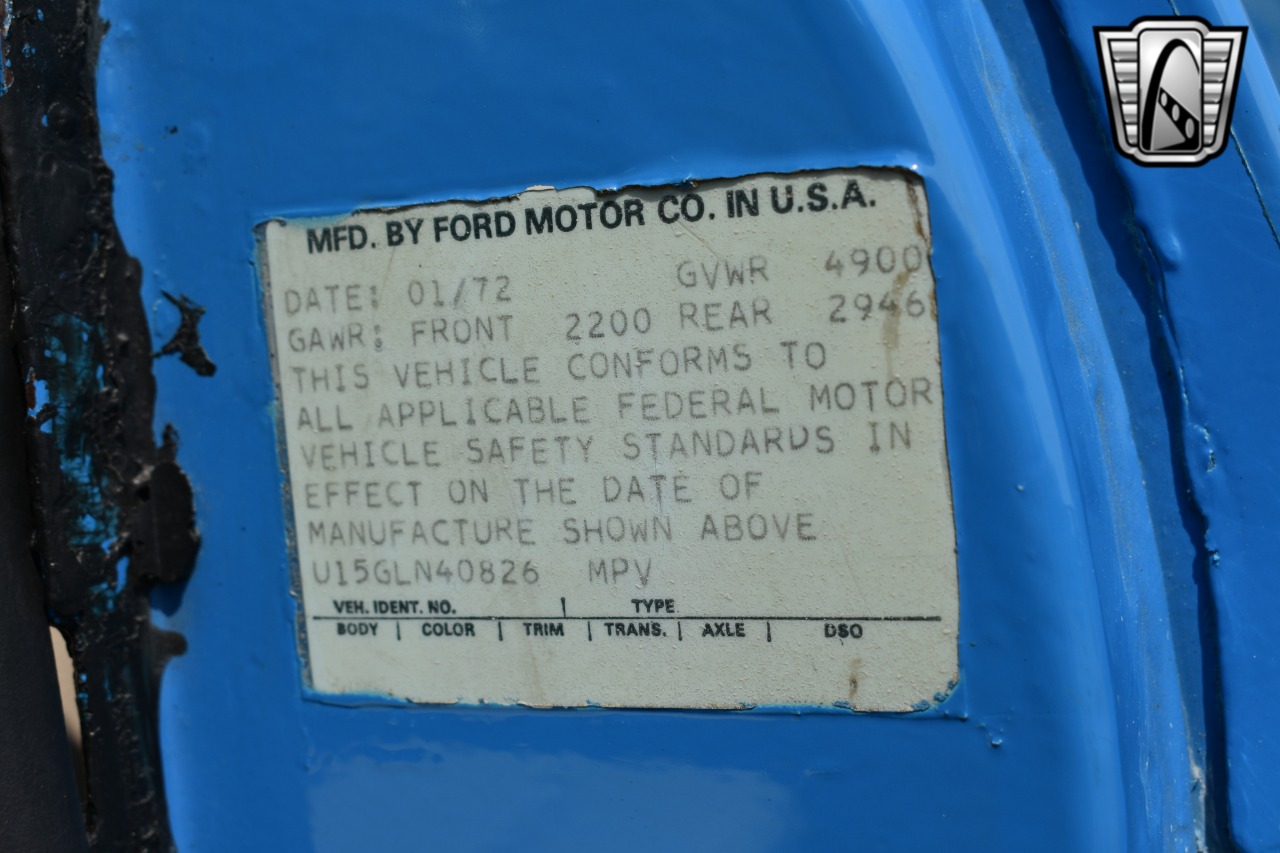 MFD. BY FORD MOTOR CO. IN U.S.A.
DATE: 01/72 GVWR 4900
GAWR: FRONT 2200 REAR 2946
THIS VEHICLE CONFORMS TO
ALL APPLICABLE FEDERAL MOTOR
VEHICLE SAFETY STANDARDS IN
EFFECT ON THE DATE OF
MANUFACTURE SHOWN ABOVE
U15GLN40826 MPV
VEH. IDENT. NO. | TYPE
BODY | COLOR | TRIM | TRANS. | AXLE | DSO